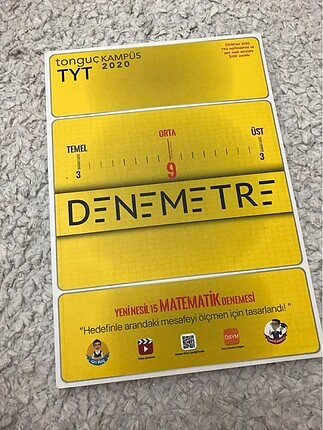 tonguç KAMPÜS
TYT 2020
ORTA
TEMEL
ÜST
3
9
3
DENEMETRE
YENİ NESİL 15 MATEMATİK DENEMESİ
"Hedefinle arandaki mesafeyi ölçmen için tasarlandı! "
ÖSYM